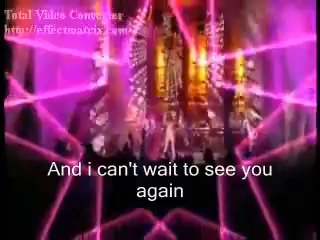 Total Video Converter
http://effectmatrix.com
And i can't wait to see you
again